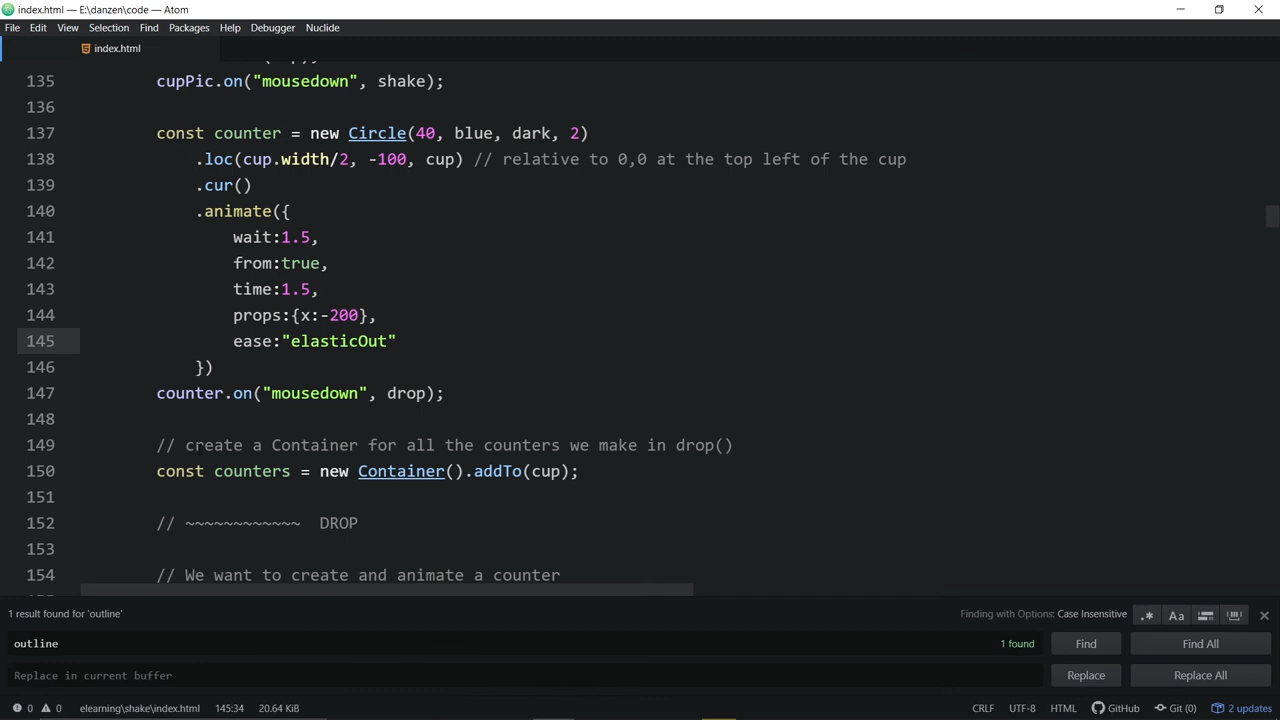 index.html — E:\danzen\code — Atom
File Edit View Selection Find Packages Help Debugger Nuclide
index.html
135 cupPic.on("mousedown", shake);
136
137 const counter = new Circle(40, blue, dark, 2)
138 .loc(cup.width/2, -100, cup) // relative to 0,0 at the top left of the cup
139 .cur()
140 .animate({
141 wait:1.5,
142 from:true,
143 time:1.5,
144 props:{x:-200},
145 ease:"elasticOut"
146 })
147 counter.on("mousedown", drop);
148
149 // create a Container for all the counters we make in drop()
150 const counters = new Container().addTo(cup);
151
152 // ~~~~~~~~~~~~ DROP
153
154 // We want to create and animate a counter
1 result found for 'outline' Finding with Options: Case Insensitive .* Aa
outline 1 found Find Find All
Replace in current buffer Replace Replace All
0 0 elearning\shake\index.html 145:34 20.64 KiB CRLF UTF-8 HTML GitHub Git (0) 2 updates